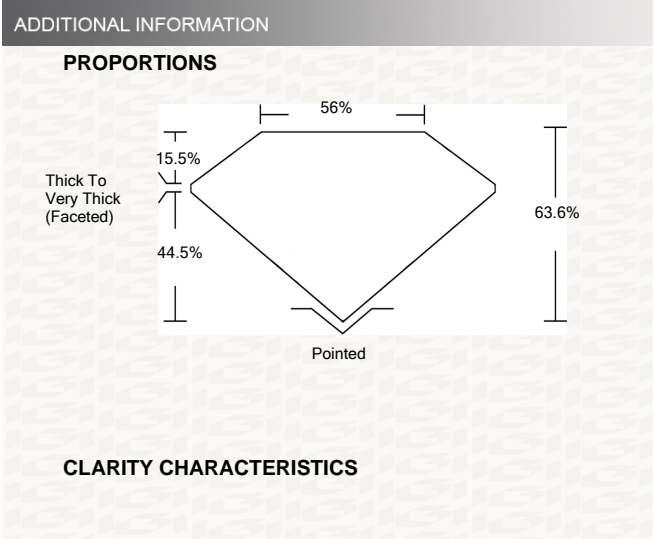 ADDITIONAL INFORMATION
PROPORTIONS
56%
15.5%
Thick To
Very Thick
(Faceted)
63.6%
44.5%
Pointed
CLARITY CHARACTERISTICS